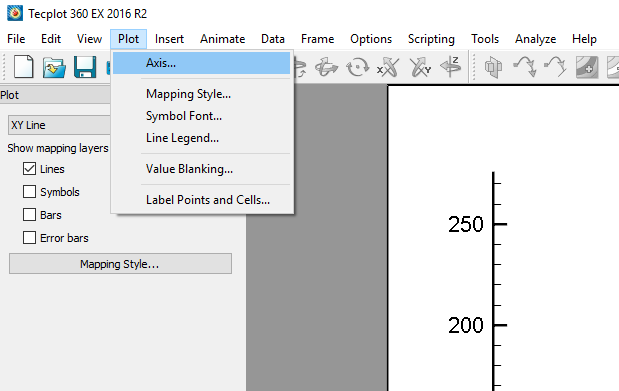 Tecplot 360 EX 2016 R2
File Edit View Plot Insert Animate Data Frame Options Scripting Tools Analyze Help
Axis...
Mapping Style...
Symbol Font...
Line Legend...
Value Blanking...
Label Points and Cells...
Plot
XY Line
Show mapping layers
Lines
Symbols
Bars
Error bars
Mapping Style...
Z
X
Y
Z
250
200